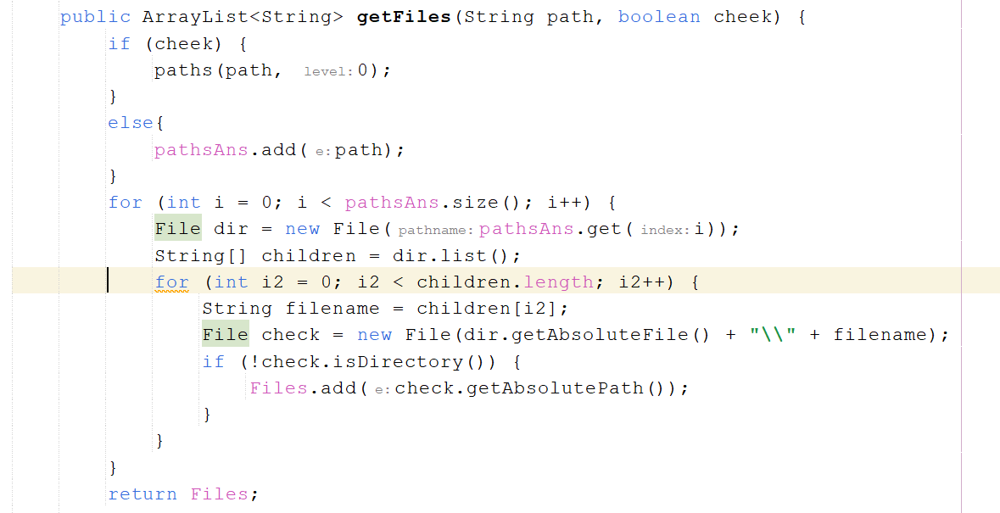 public ArrayList<String> getFiles(String path, boolean cheek) {
if (cheek) {
paths(path, level: 0);
}
else{
pathsAns.add( e: path);
}
for (int i = 0; i < pathsAns.size(); i++) {
File dir = new File( pathname: pathsAns.get( index: i));
String[] children = dir.list();
for (int i2 = 0; i2 < children.length; i2++) {
String filename = children[i2];
File check = new File(dir.getAbsoluteFile() + "\\" + filename);
if (!check.isDirectory()) {
Files.add( e: check.getAbsolutePath());
}
}
}
return Files;